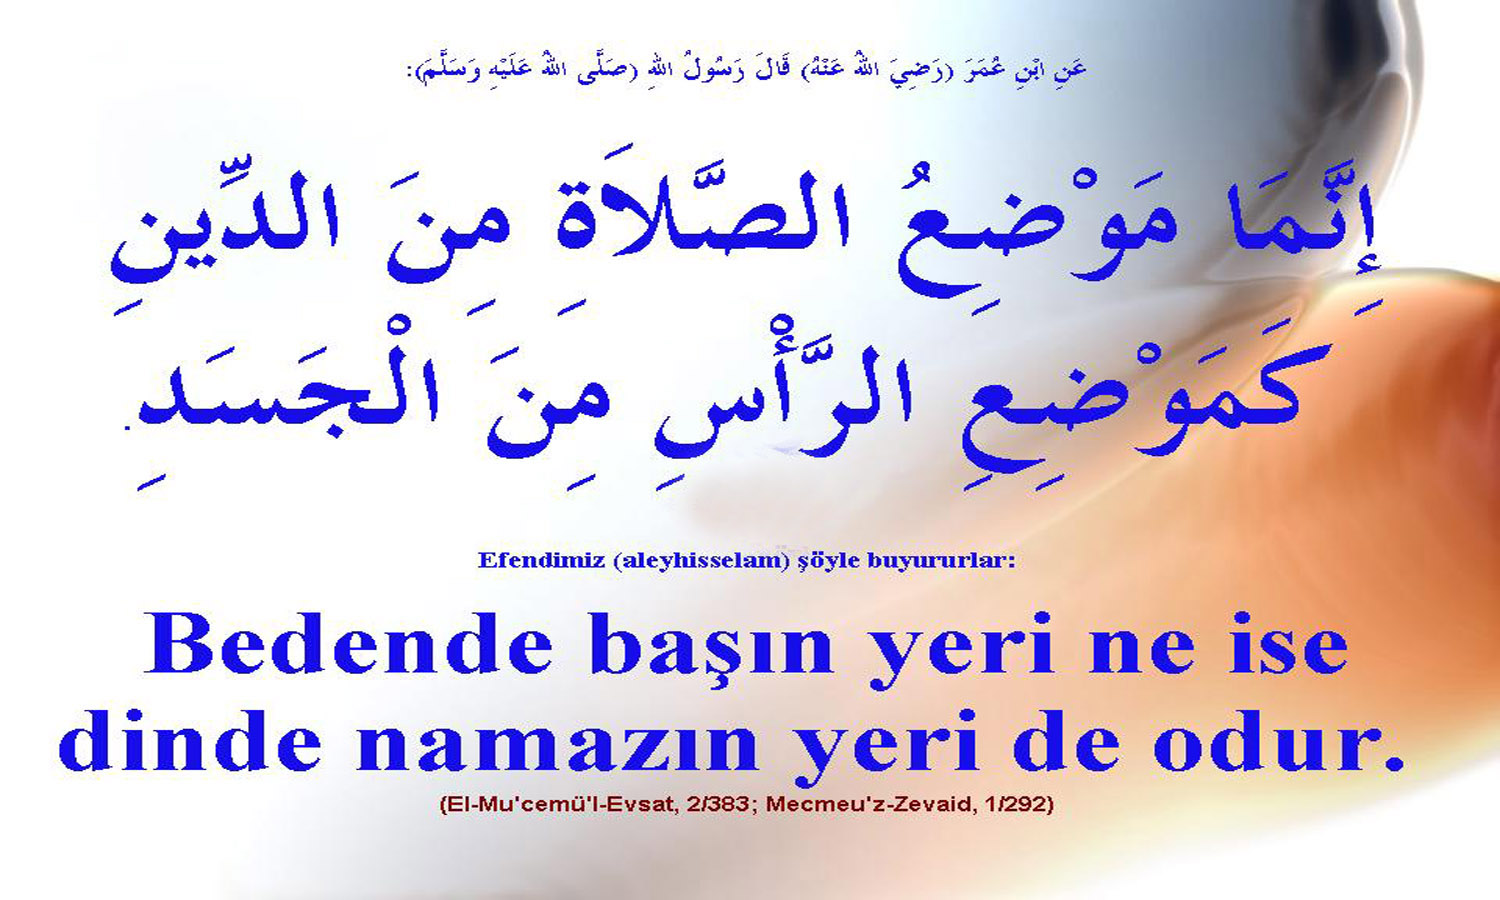 عَنِ ابْنِ عُمَرَ (رَضِيَ اللهُ عَنْهُ) قَالَ رَسُولُ اللهِ (صَلَّى اللهُ عَلَيْهِ وَسَلَّمَ):
إِنَّمَا مَوْضِعُ الصَّلَاةِ مِنَ الدِّينِ
كَمَوْضِعِ الرَّأْسِ مِنَ الْجَسَدِ.
Efendimiz (aleyhisselam) şöyle buyururlar:
Bedende başın yeri ne ise
dinde namazın yeri de odur.
(El-Mu'cemü'l-Evsat, 2/383; Mecmeu'z-Zevaid, 1/292)